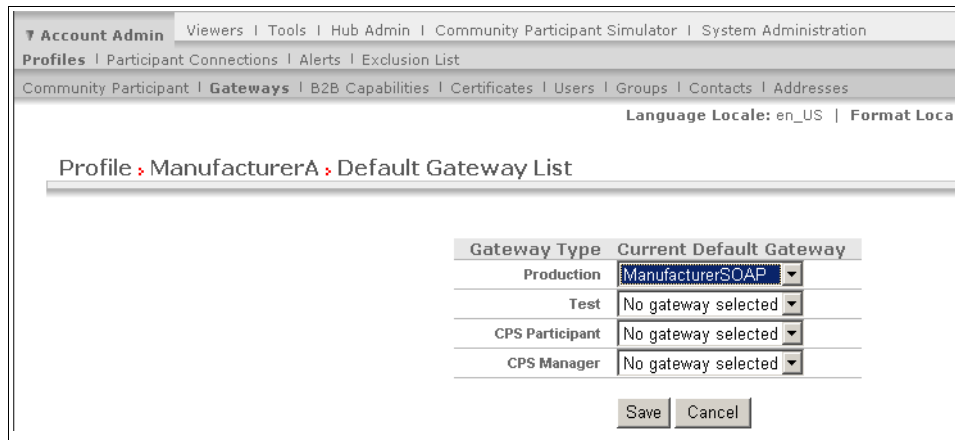 Account Admin Viewers | Tools | Hub Admin | Community Participant Simulator | System Administration
Profiles | Participant Connections | Alerts | Exclusion List
Community Participant | Gateways | B2B Capabilities | Certificates | Users | Groups | Contacts | Addresses
Language Locale: en_US | Format Loca
Profile › ManufacturerA › Default Gateway List
Gateway Type Current Default Gateway
Production ManufacturerSOAP
Test No gateway selected
CPS Participant No gateway selected
CPS Manager No gateway selected
Save Cancel